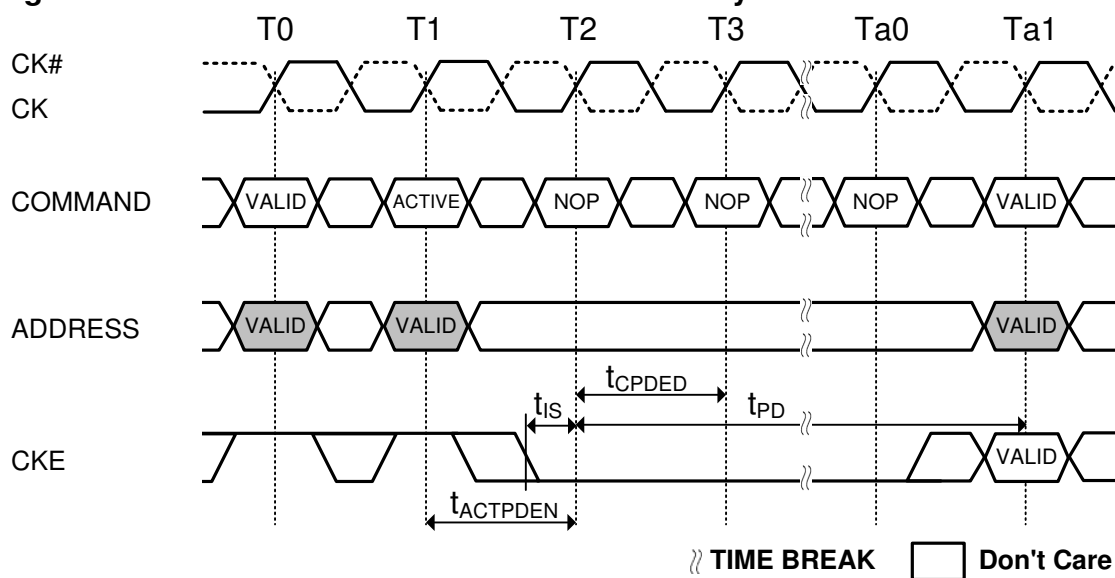 T0 T1 T2 T3 Ta0 Ta1
CK#
CK
COMMAND VALID ACTIVE NOP NOP NOP VALID
ADDRESS VALID VALID VALID
tCPDED
tIS tPD
CKE VALID
tACTPDEN
TIME BREAK Don't Care